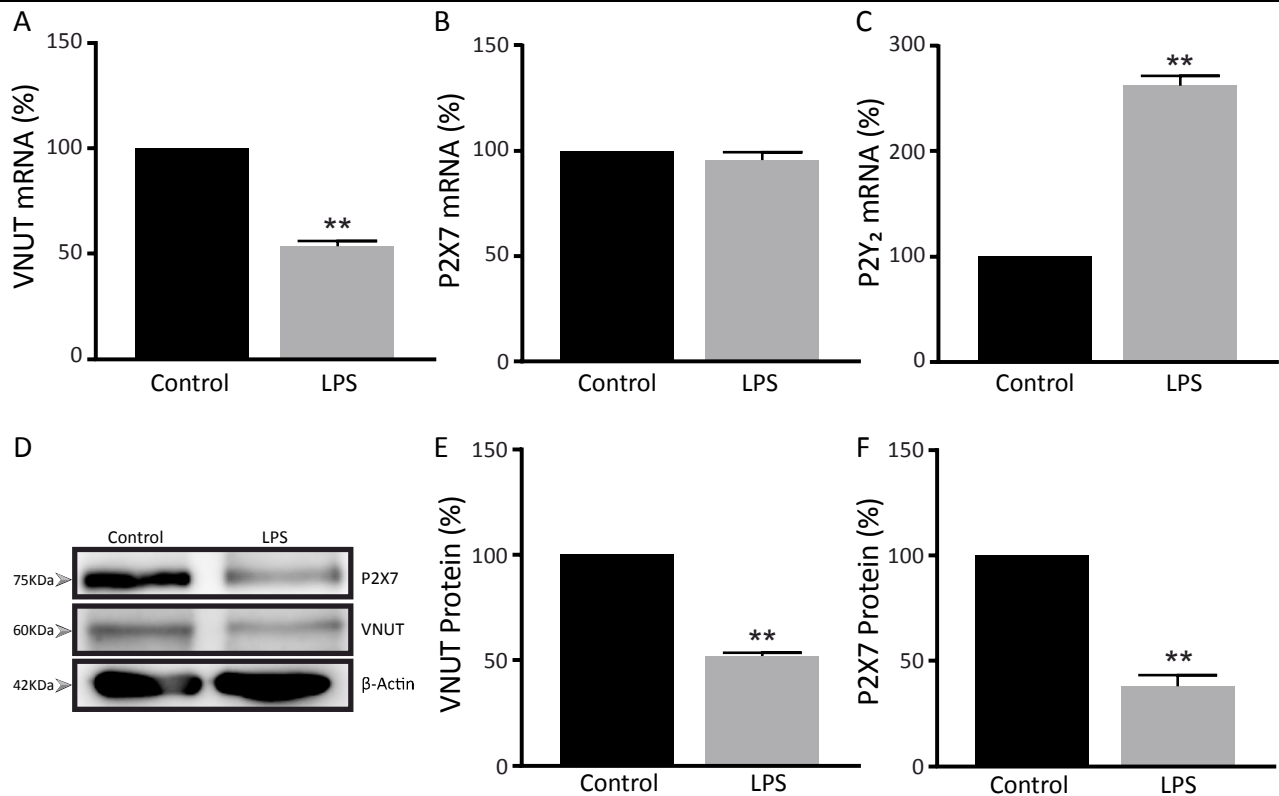 A
VNUT mRNA (%)
150
100
50
0
**
Control LPS
B
P2X7 mRNA (%)
150
100
50
0
Control LPS
C
P2Y₂ mRNA (%)
300
200
100
0
**
Control LPS
D
Control LPS
75KDa P2X7
60KDa VNUT
42KDa β-Actin
E
VNUT Protein (%)
150
100
50
0
**
Control LPS
F
P2X7 Protein (%)
150
100
50
0
**
Control LPS